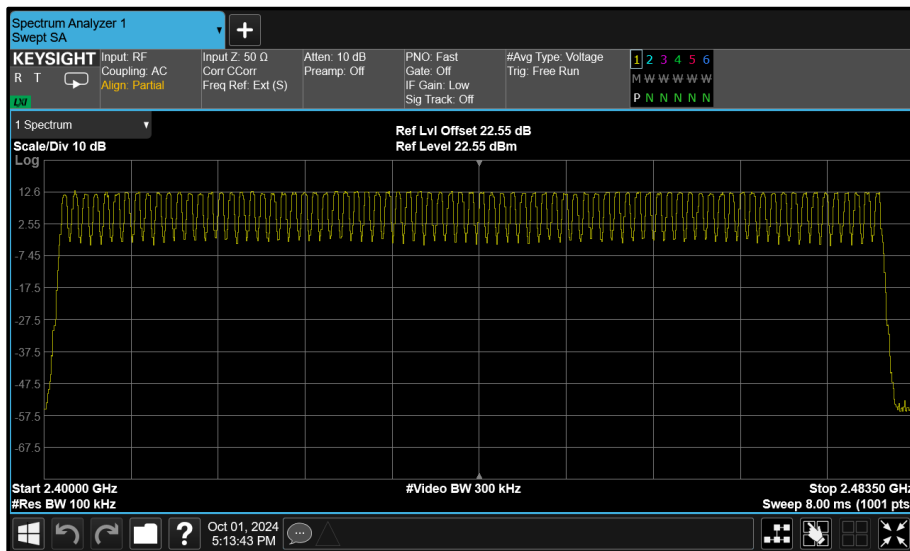 Spectrum Analyzer 1
Swept SA
KEYSIGHT
R T
LXI
Input: RF
Coupling: AC
Align: Partial
Input Z: 50 Ω
Corr CCorr
Freq Ref: Ext (S)
Atten: 10 dB
Preamp: Off
PNO: Fast
Gate: Off
IF Gain: Low
Sig Track: Off
#Avg Type: Voltage
Trig: Free Run
1 2 3 4 5 6
M W W W W W
P N N N N N
1 Spectrum
Scale/Div 10 dB
Ref Lvl Offset 22.55 dB
Ref Level 22.55 dBm
Log
12.6
2.55
-7.45
-17.5
-27.5
-37.5
-47.5
-57.5
-67.5
Start 2.40000 GHz
#Res BW 100 kHz
#Video BW 300 kHz
Stop 2.48350 GHz
Sweep 8.00 ms (1001 pts
?
Oct 01, 2024
5:13:43 PM